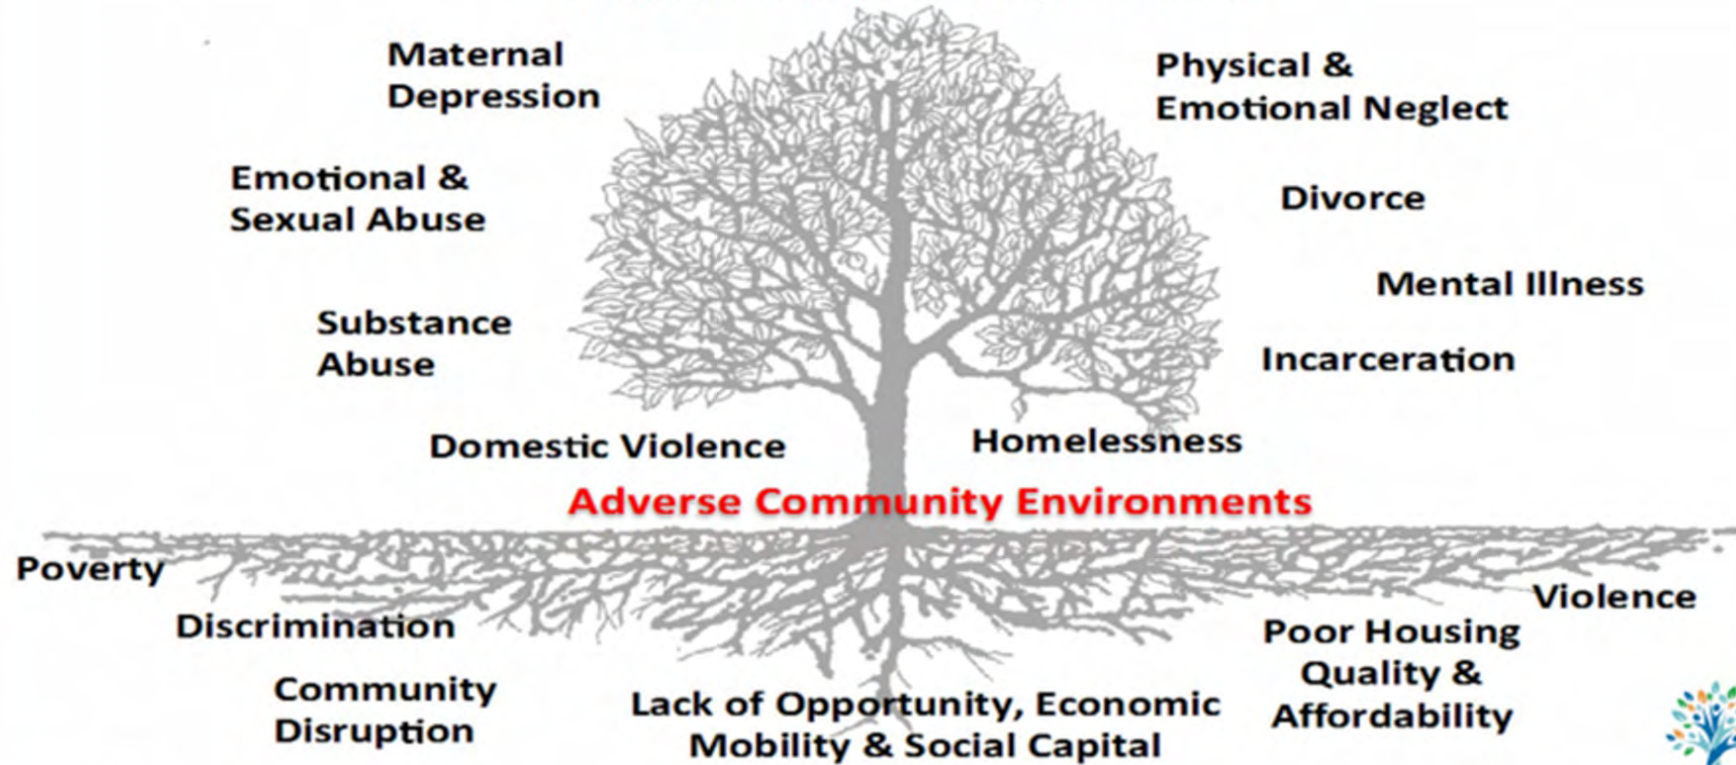 Maternal
Depression
Physical &
Emotional Neglect
Emotional &
Sexual Abuse
Divorce
Mental Illness
Substance
Abuse
Incarceration
Domestic Violence
Homelessness
Adverse Community Environments
Poverty
Violence
Discrimination
Poor Housing
Quality &
Affordability
Community
Disruption
Lack of Opportunity, Economic
Mobility & Social Capital